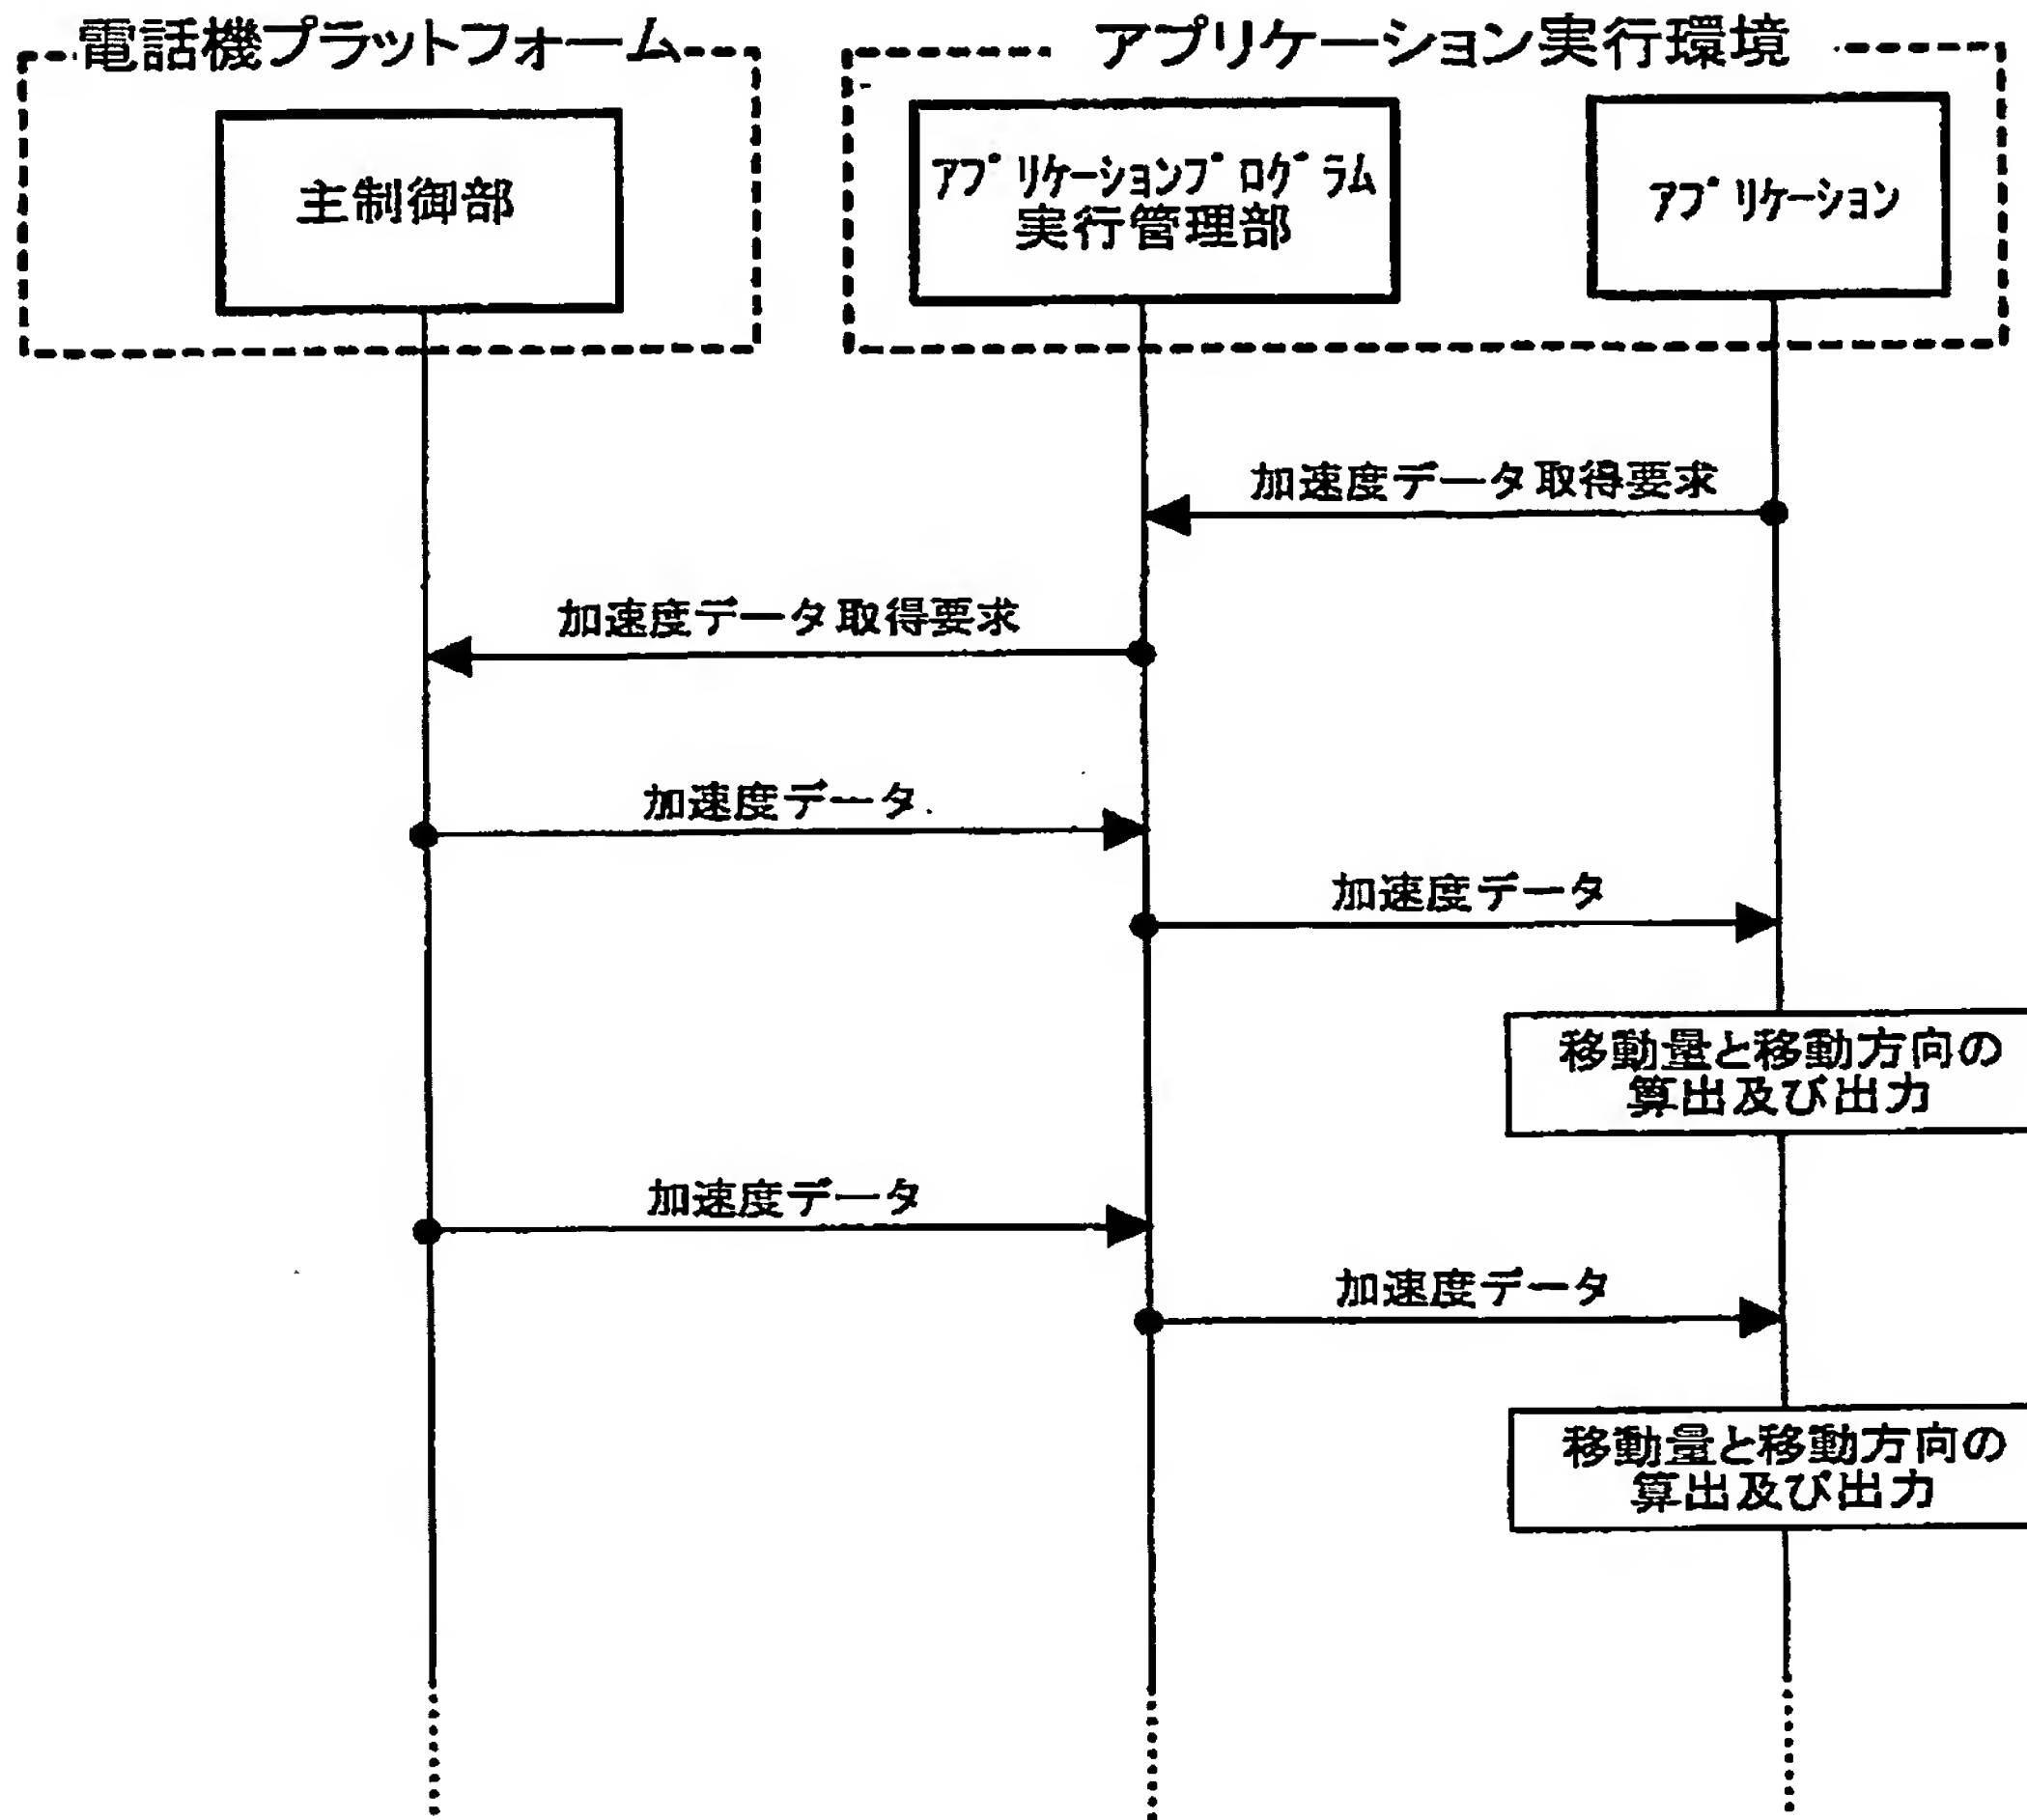 電話機プラットフォーム
アプリケーション実行環境
主制御部
アプリケーションプログラム
実行管理部
アプリケーション
加速度データ取得要求
加速度データ取得要求
加速度データ
加速度データ
移動量と移動方向の
算出及び出力
加速度データ
加速度データ
移動量と移動方向の
算出及び出力